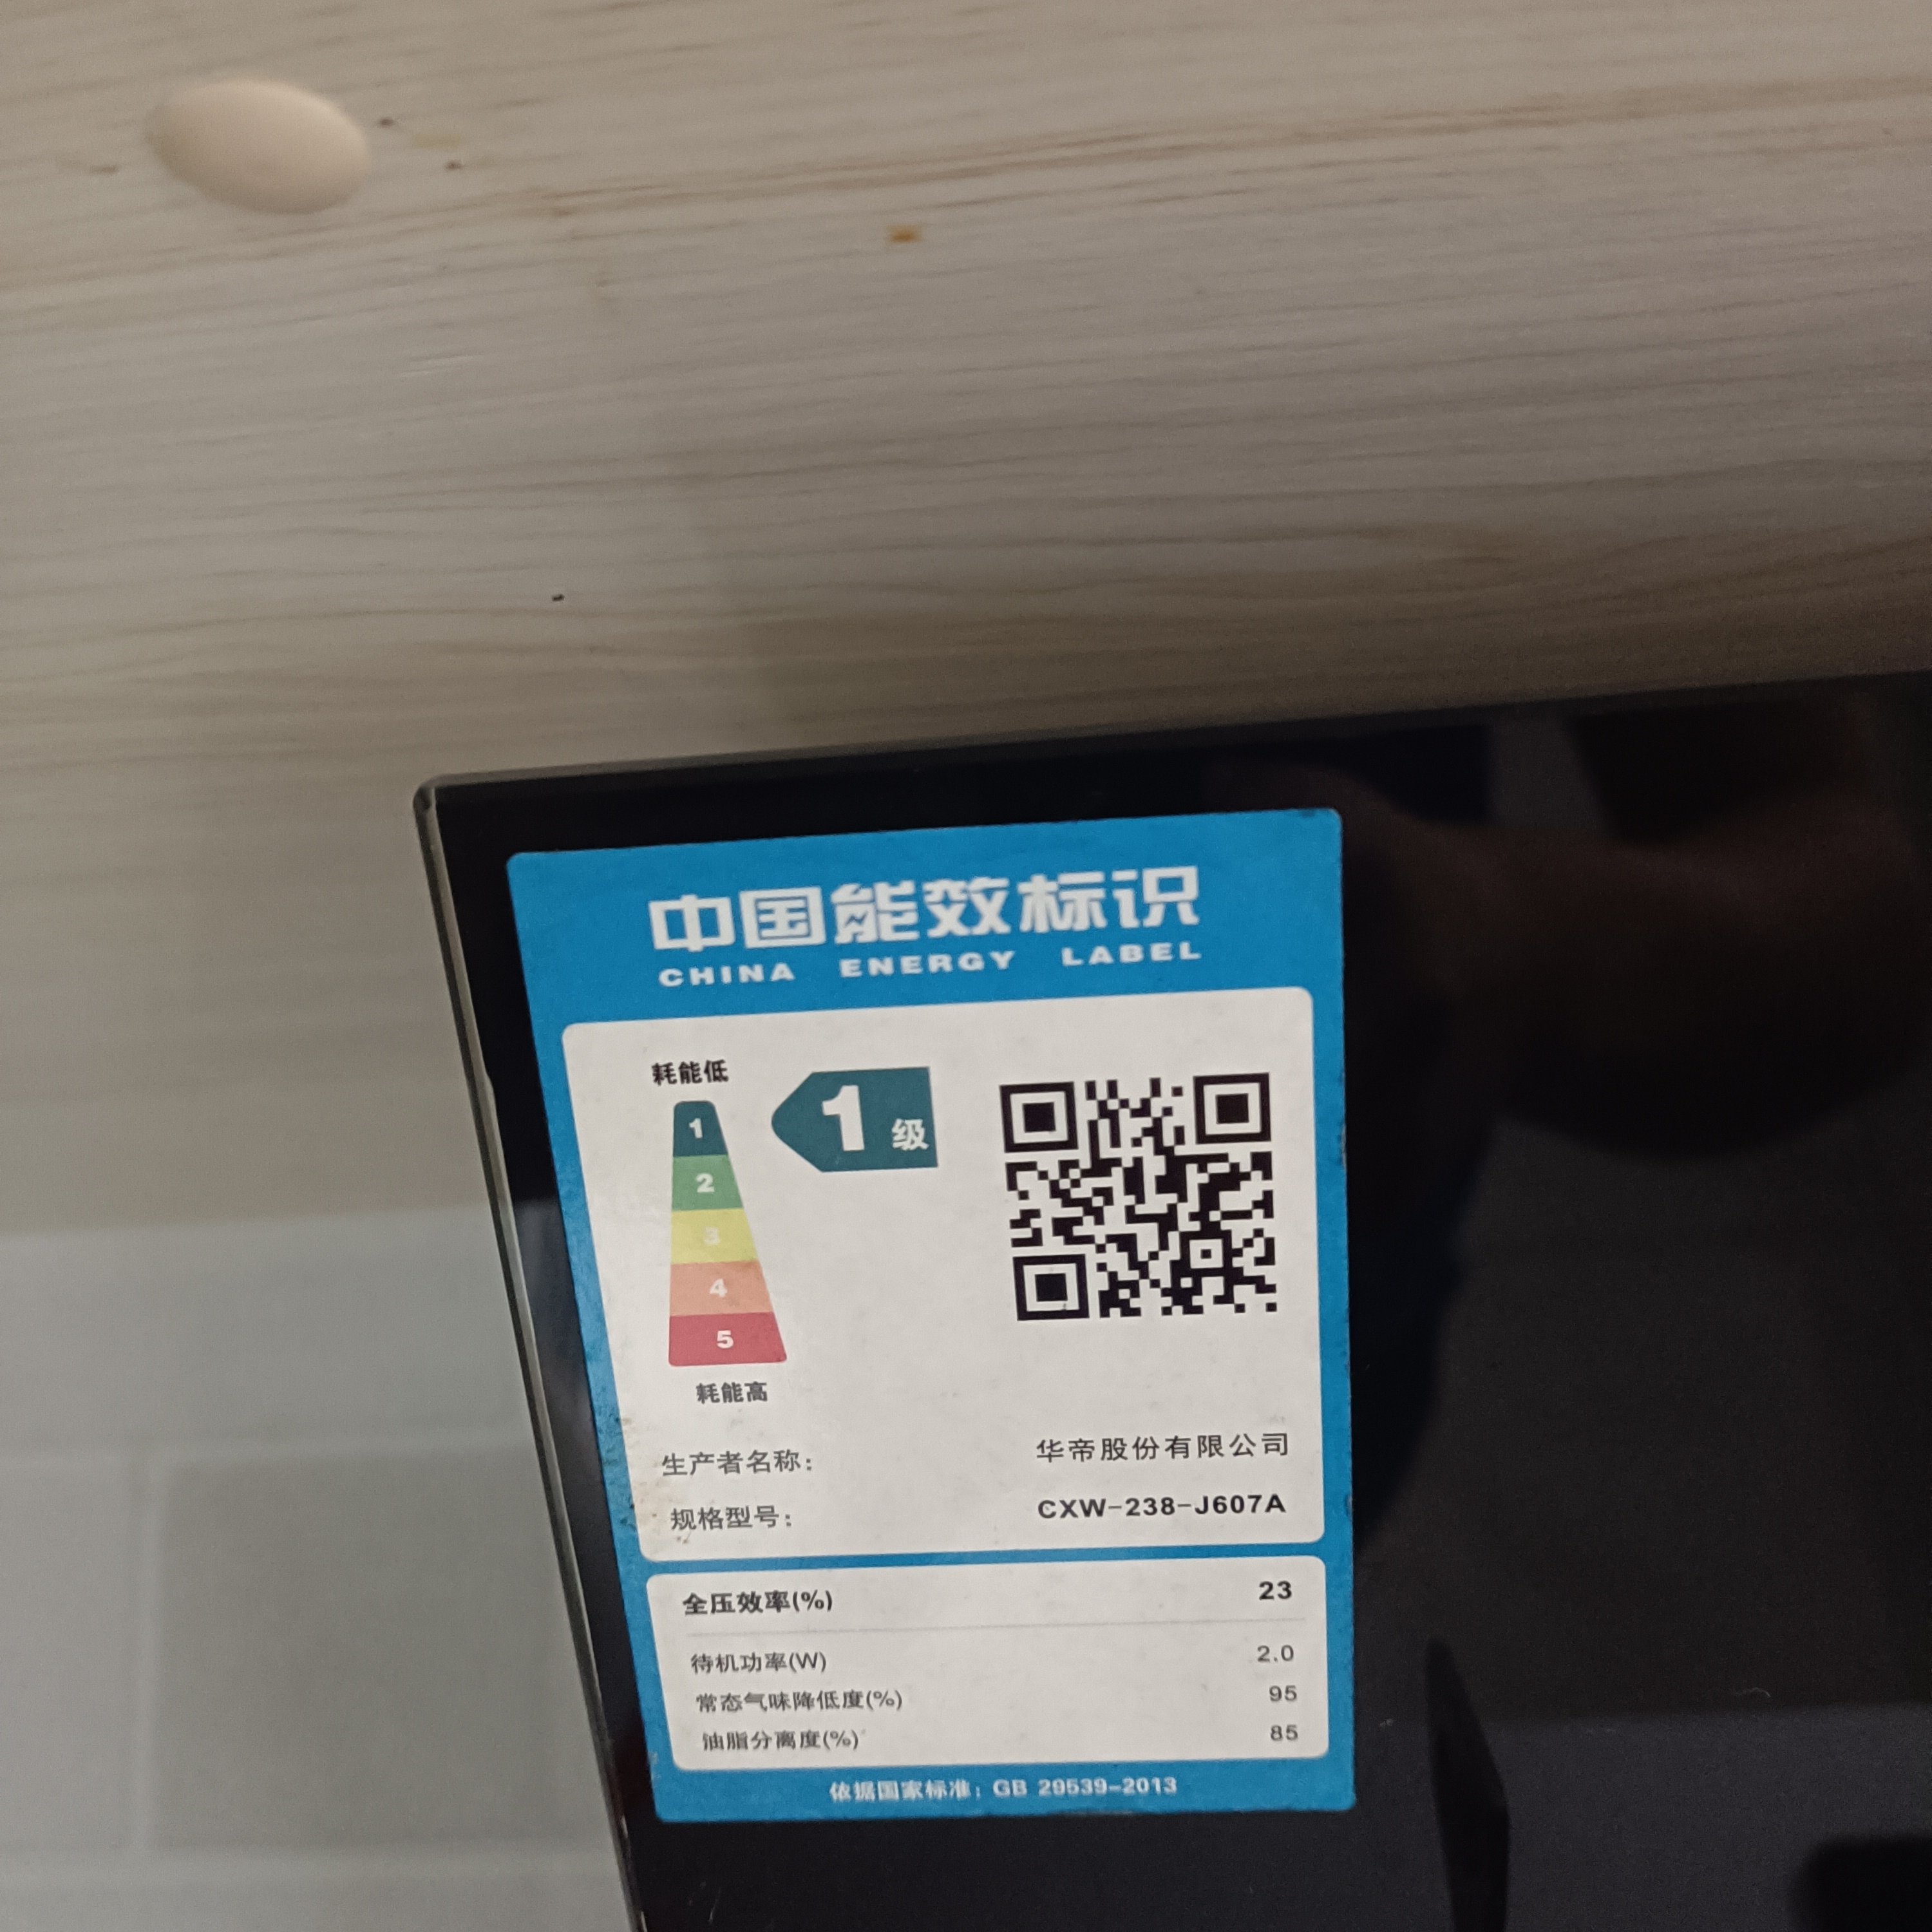 中国能效标识
CHINA ENERGY LABEL
耗能低
1
2
3
4
5
1级
耗能高
生产者名称: 华帝股份有限公司
规格型号: CXW-238-J607A
全压效率(%) 23
待机功率(W) 2.0
常态气味降低度(%) 95
油脂分离度(%) 85
依据国家标准: GB 29539-2013